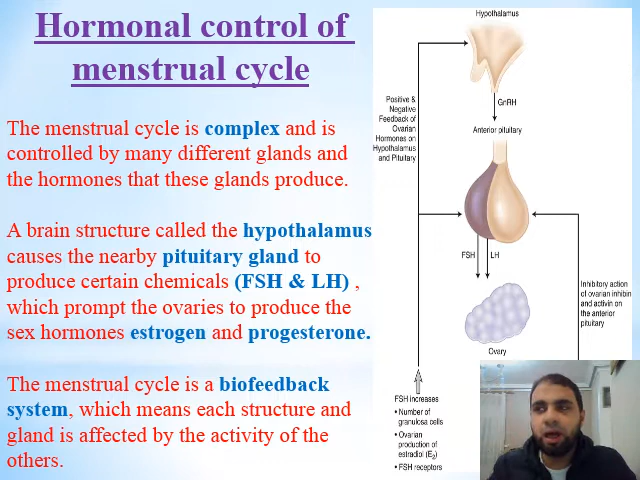 Hormonal control of
menstrual cycle
The menstrual cycle is complex and is
controlled by many different glands and
the hormones that these glands produce.
A brain structure called the hypothalamus
causes the nearby pituitary gland to
produce certain chemicals (FSH & LH) ,
which prompt the ovaries to produce the
sex hormones estrogen and progesterone.
The menstrual cycle is a biofeedback
system, which means each structure and
gland is affected by the activity of the
others.
Hypothalamus
GnRH
Positive &
Negative
Feedback of
Ovarian
Hormones on
Hypothalamus
and Pituitary
Anterior pituitary
FSH
LH
Inhibitory action
of ovarian inhibin
and activin on
the anterior
pituitary
Ovary
FSH increases
• Number of
granulosa cells
• Ovarian
production of
estradiol (E₂)
• FSH receptors